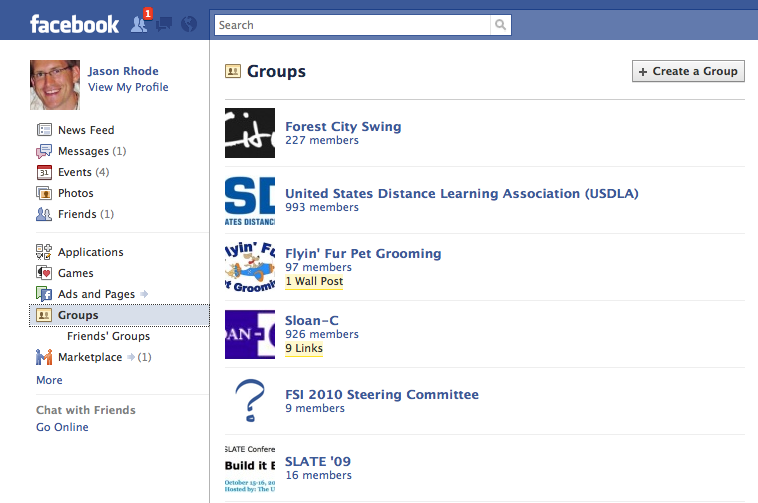 facebook
1
Search
Jason Rhode
View My Profile
News Feed
Messages (1)
31
Events (4)
Photos
Friends (1)
Applications
Games
Ads and Pages
Groups
Friends' Groups
Marketplace (1)
More
Chat with Friends
Go Online
Groups
+ Create a Group
Forest City Swing
227 members
SD
ATES DISTANC
United States Distance Learning Association (USDLA)
993 members
lyin' Fu
et Groomi
Flyin' Fur Pet Grooming
97 members
1 Wall Post
OAN-C
Sloan-C
926 members
9 Links
?
FSI 2010 Steering Committee
9 members
SLATE Confere
Build it B
October 15-16, 20
Hosted by: The U
SLATE '09
16 members